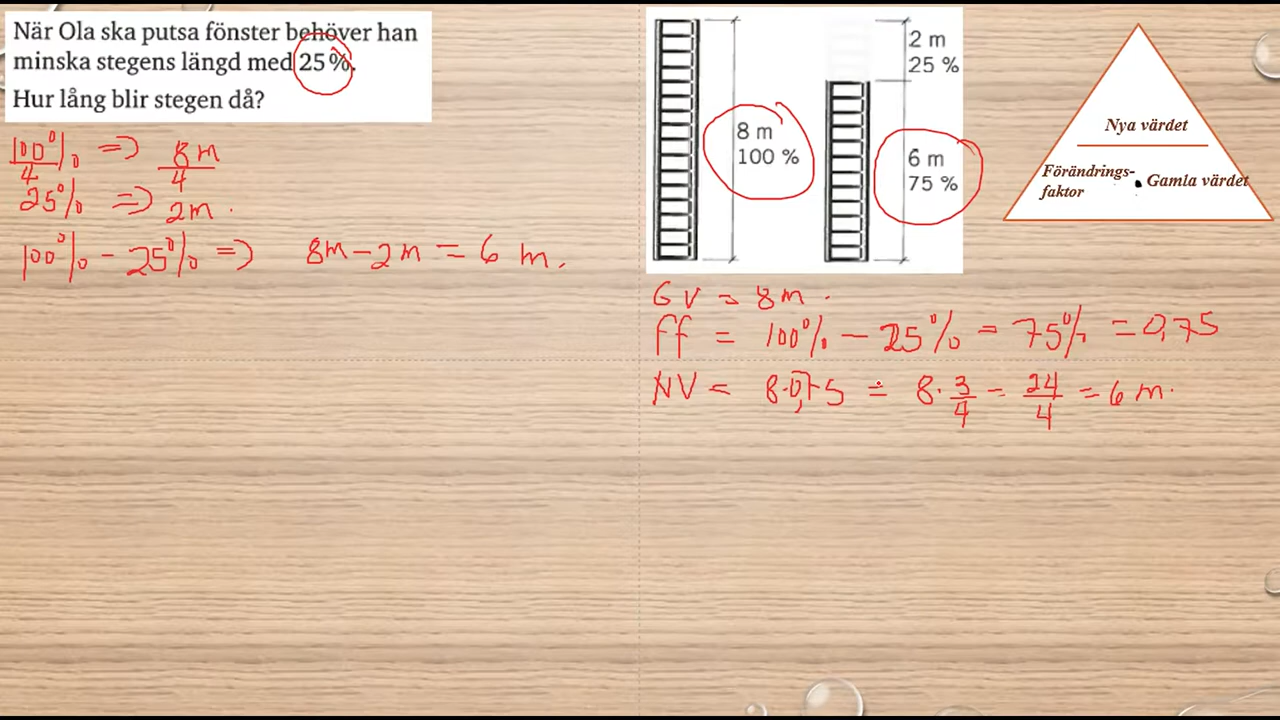 När Ola ska putsa fönster behöver han
minska stegens längd med 25 %.
Hur lång blir stegen då?
100%/4 => 8m/4
25% => 2m.
100% - 25% => 8m - 2m = 6 m.
8 m
100 %
2 m
25 %
6 m
75 %
Nya värdet
Förändrings-
faktor
• Gamla värdet
GV = 8m.
ff = 100% - 25% = 75% = 0,75
NV = 8·0,75 = 8·3/4 = 24/4 = 6 m.